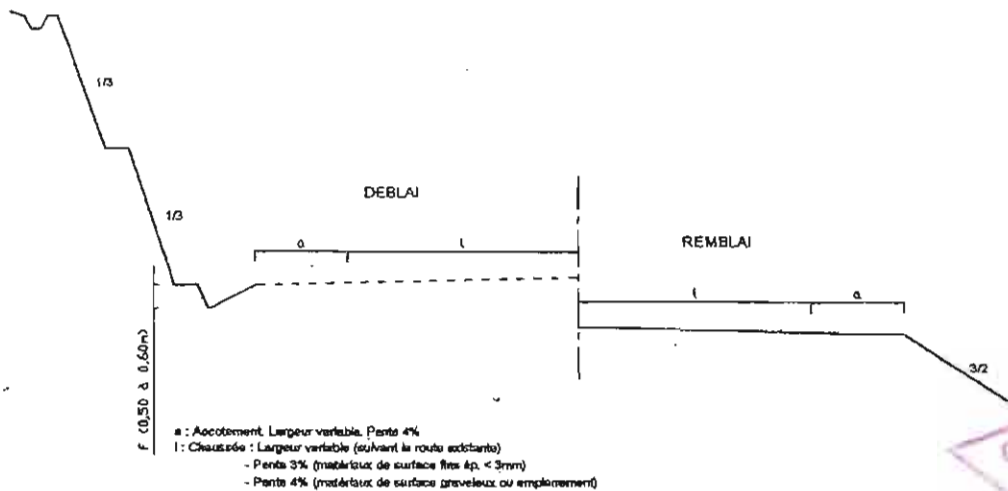 1/3
1/3
DEBLAI
a
l
REMBLAI
l
a
3/2
F (0,50 à 0,60m)
a : Accotement. Largeur variable. Pente 4%
l : Chaussée : Largeur variable (suivant la route existante)
- Pente 3% (matériaux de surface fins ép. < 3mm)
- Pente 4% (matériaux de surface graveleux ou empierrement)